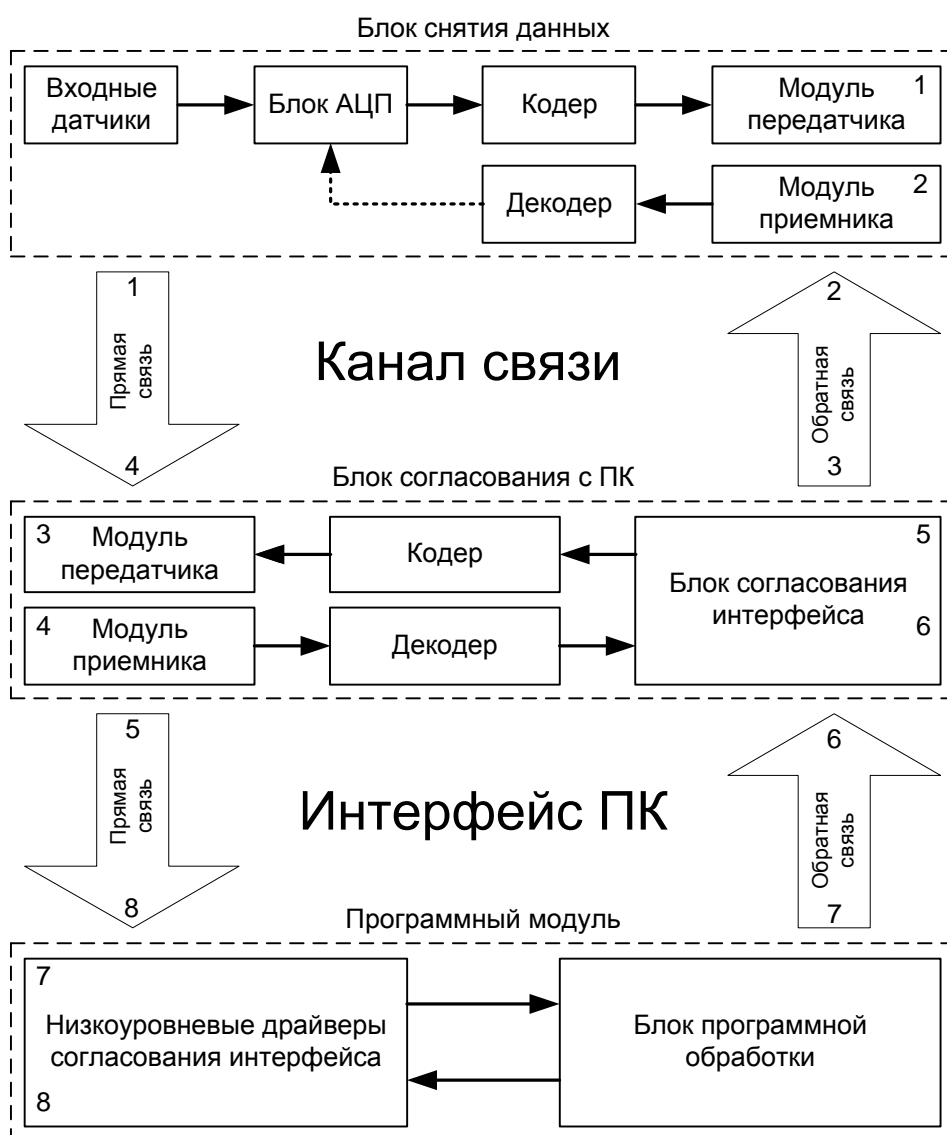 Блок снятия данных
Входные
датчики
Блок АЦП
Кодер
Модуль
передатчика
1
Декодер
Модуль
приемника
2
1
Прямая
связь
4
Канал связи
2
Обратная
связь
3
Блок согласования с ПК
3
Модуль
передатчика
Кодер
5
Блок согласования
интерфейса
6
4
Модуль
приемника
Декодер
5
Прямая
связь
8
Интерфейс ПК
6
Обратная
связь
7
Программный модуль
7
Низкоуровневые драйверы
согласования интерфейса
8
Блок программной
обработки